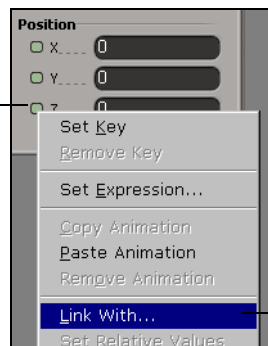 Position
X 0
Y 0
Z 0
Set Key
Remove Key
Set Expression...
Copy Animation
Paste Animation
Remove Animation
Link With...
Set Relative Values